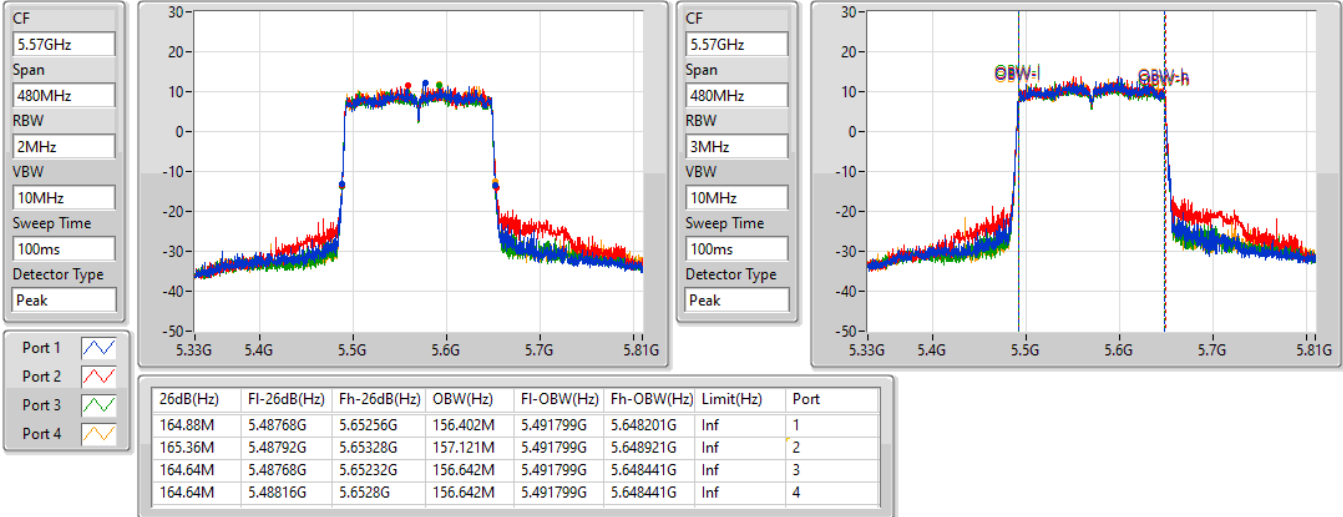 CF
5.57GHz
Span
480MHz
RBW
2MHz
VBW
10MHz
Sweep Time
100ms
Detector Type
Peak
30
20
10
0
-10
-20
-30
-40
-50
5.33G 5.4G 5.5G 5.6G 5.7G 5.81G
CF
5.57GHz
Span
480MHz
RBW
3MHz
VBW
10MHz
Sweep Time
100ms
Detector Type
Peak
30
20
10
0
-10
-20
-30
-40
-50
OBW-l OBW-h
5.33G 5.4G 5.5G 5.6G 5.7G 5.81G
Port 1
Port 2
Port 3
Port 4
26dB(Hz) Fl-26dB(Hz) Fh-26dB(Hz) OBW(Hz) Fl-OBW(Hz) Fh-OBW(Hz) Limit(Hz) Port
164.88M 5.48768G 5.65256G 156.402M 5.491799G 5.648201G Inf 1
165.36M 5.48792G 5.65328G 157.121M 5.491799G 5.648921G Inf 2
164.64M 5.48768G 5.65232G 156.642M 5.491799G 5.648441G Inf 3
164.64M 5.48816G 5.6528G 156.642M 5.491799G 5.648441G Inf 4